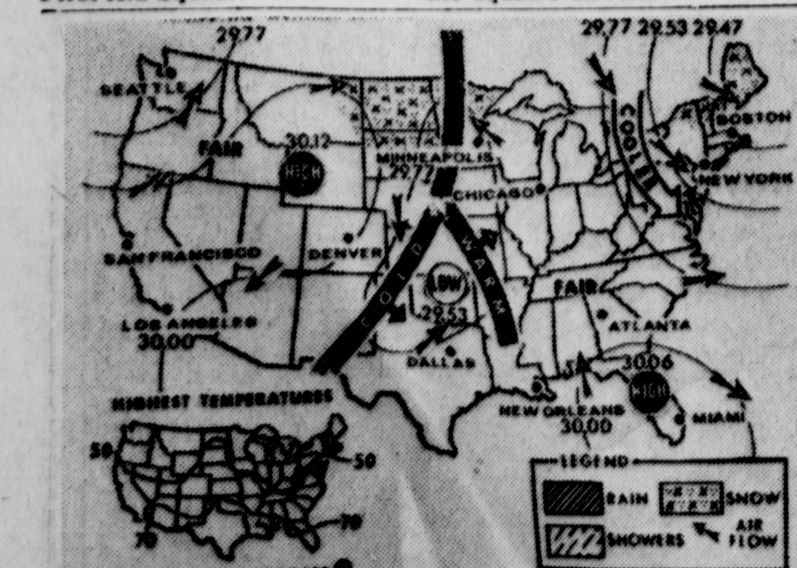 29.77
29.77 29.53 29.47
SEATTLE
COOLER
BOSTON
FAIR
30.12
HIGH
MINNEAPOLIS
29.77
NEW YORK
CHICAGO
SAN FRANCISCO
DENVER
COLD
WARM
LOW
29.53
FAIR
LOS ANGELES
30.00
ATLANTA
DALLAS
30.06
HIGH
HIGHEST TEMPERATURES
NEW ORLEANS
30.00
MIAMI
50
50
70
70
LEGEND
RAIN
SNOW
SHOWERS
AIR
FLOW